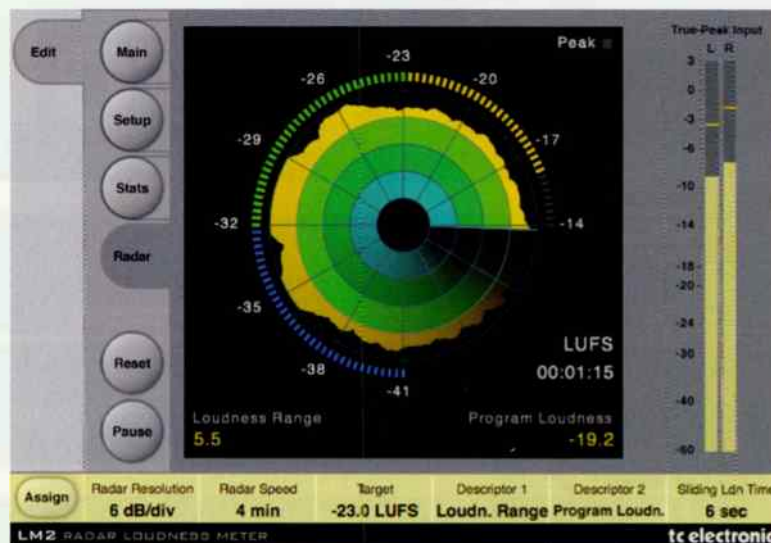 Edit
Main
Setup
Stats
Radar
Reset
Pause
Peak
-23
-26
-20
-29
-17
-32
-14
-35
-38
-41
LUFS
00:01:15
Loudness Range
5.5
Program Loudness
-19.2
True-Peak Input
L R
3
0
-3
-6
-10
-14
-18
-20
-24
-30
-40
-60
Assign
Radar Resolution
6 dB/div
Radar Speed
4 min
Target
-23.0 LUFS
Descriptor 1
Loudn. Range
Descriptor 2
Program Loudn.
Sliding Ldn Time
6 sec
LM2 RADAR LOUDNESS METER
tc electronic